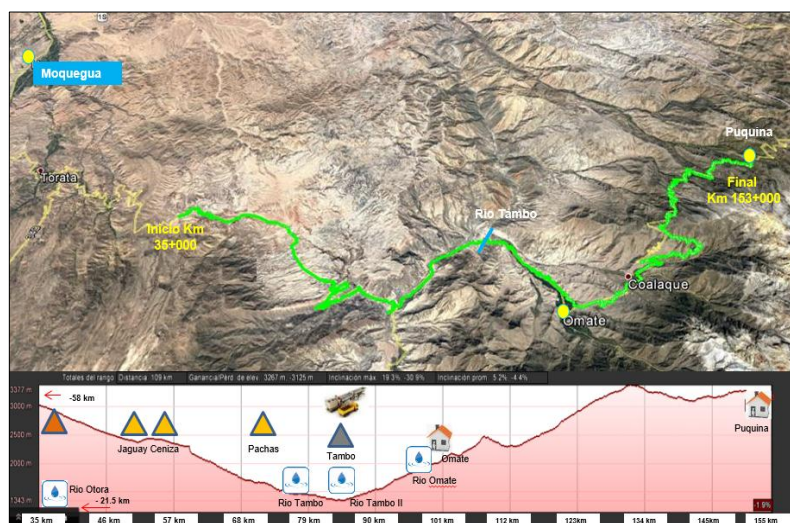 Moquegua
Torata
Inicio Km
35+000
Rio Tambo
Puquina
Final
Km 153+000
Coalaque
Omate
Totales del rango: Distancia: 109 km Ganancia/Pérd. de elev: 3267 m -3125 m Inclinación máx: 19.3% -30.9% Inclinación prom: 5.2% -4.4%
3377 m
3000 m
2500 m
2000 m
1343 m
-58 km
Jaguay Ceniza
Pachas
Tambo
Omate
Puquina
Rio Otora
- 21.5 km
Rio Tambo
Rio Tambo II
Rio Omate
1.9%
35 km 46 km 57 km 68 km 79 km 90 km 101 km 112 km 123km 134 km 145 km 155 km